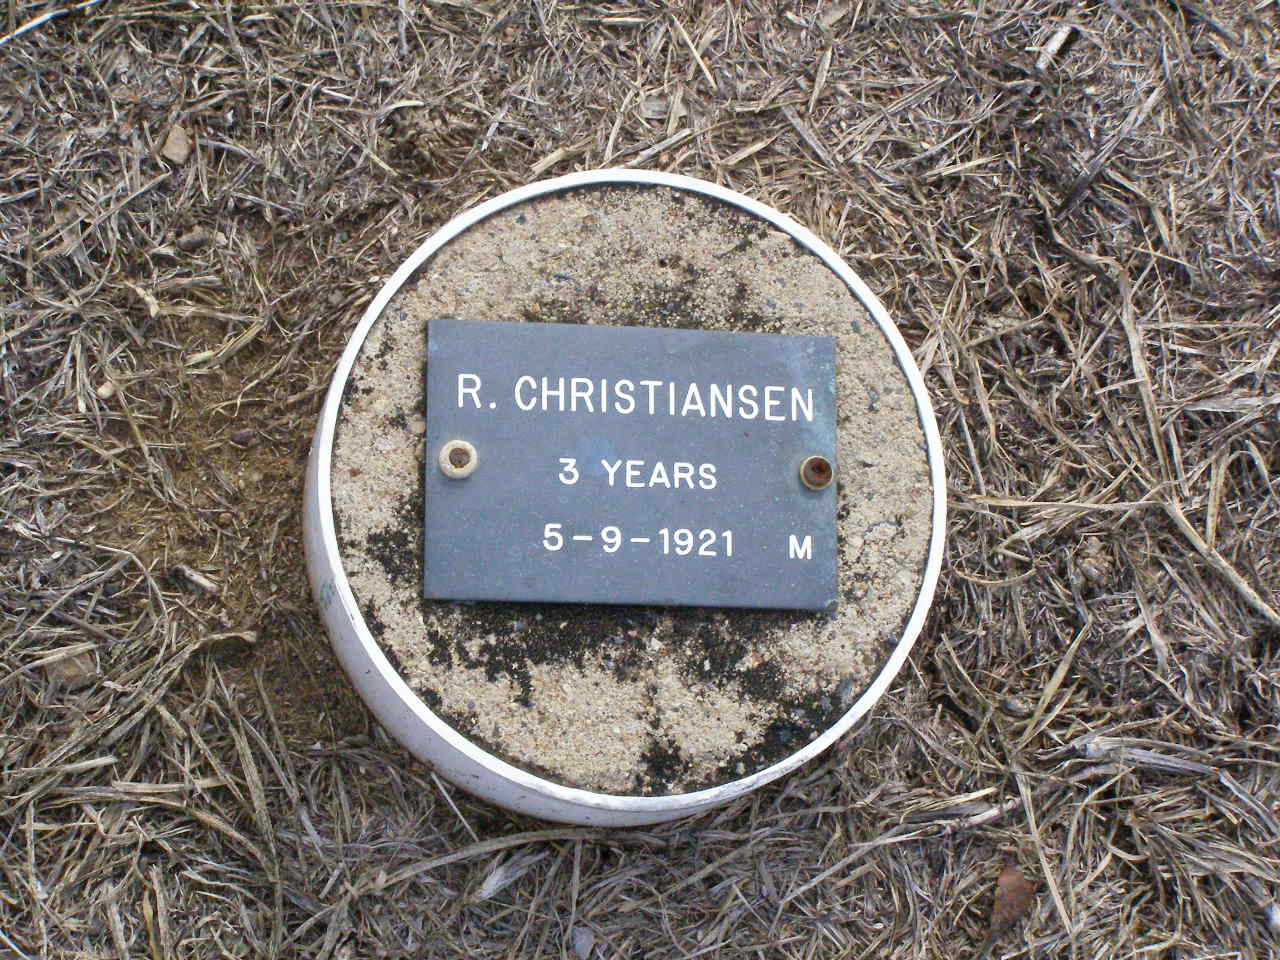 R. CHRISTIANSEN
3 YEARS
5-9-1921 M